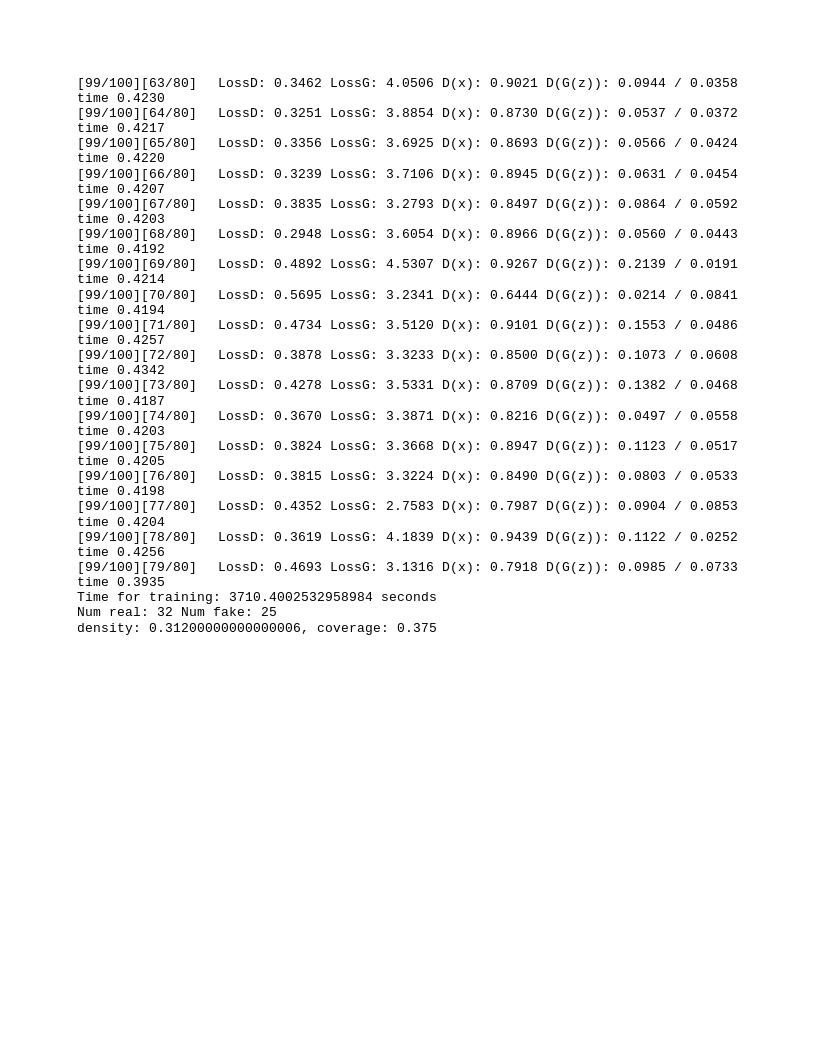 [99/100][63/80] LossD: 0.3462 LossG: 4.0506 D(x): 0.9021 D(G(z)): 0.0944 / 0.0358
time 0.4230
[99/100][64/80] LossD: 0.3251 LossG: 3.8854 D(x): 0.8730 D(G(z)): 0.0537 / 0.0372
time 0.4217
[99/100][65/80] LossD: 0.3356 LossG: 3.6925 D(x): 0.8693 D(G(z)): 0.0566 / 0.0424
time 0.4220
[99/100][66/80] LossD: 0.3239 LossG: 3.7106 D(x): 0.8945 D(G(z)): 0.0631 / 0.0454
time 0.4207
[99/100][67/80] LossD: 0.3835 LossG: 3.2793 D(x): 0.8497 D(G(z)): 0.0864 / 0.0592
time 0.4203
[99/100][68/80] LossD: 0.2948 LossG: 3.6054 D(x): 0.8966 D(G(z)): 0.0560 / 0.0443
time 0.4192
[99/100][69/80] LossD: 0.4892 LossG: 4.5307 D(x): 0.9267 D(G(z)): 0.2139 / 0.0191
time 0.4214
[99/100][70/80] LossD: 0.5695 LossG: 3.2341 D(x): 0.6444 D(G(z)): 0.0214 / 0.0841
time 0.4194
[99/100][71/80] LossD: 0.4734 LossG: 3.5120 D(x): 0.9101 D(G(z)): 0.1553 / 0.0486
time 0.4257
[99/100][72/80] LossD: 0.3878 LossG: 3.3233 D(x): 0.8500 D(G(z)): 0.1073 / 0.0608
time 0.4342
[99/100][73/80] LossD: 0.4278 LossG: 3.5331 D(x): 0.8709 D(G(z)): 0.1382 / 0.0468
time 0.4187
[99/100][74/80] LossD: 0.3670 LossG: 3.3871 D(x): 0.8216 D(G(z)): 0.0497 / 0.0558
time 0.4203
[99/100][75/80] LossD: 0.3824 LossG: 3.3668 D(x): 0.8947 D(G(z)): 0.1123 / 0.0517
time 0.4205
[99/100][76/80] LossD: 0.3815 LossG: 3.3224 D(x): 0.8490 D(G(z)): 0.0803 / 0.0533
time 0.4198
[99/100][77/80] LossD: 0.4352 LossG: 2.7583 D(x): 0.7987 D(G(z)): 0.0904 / 0.0853
time 0.4204
[99/100][78/80] LossD: 0.3619 LossG: 4.1839 D(x): 0.9439 D(G(z)): 0.1122 / 0.0252
time 0.4256
[99/100][79/80] LossD: 0.4693 LossG: 3.1316 D(x): 0.7918 D(G(z)): 0.0985 / 0.0733
time 0.3935
Time for training: 3710.4002532958984 seconds
Num real: 32 Num fake: 25
density: 0.31200000000000006, coverage: 0.375